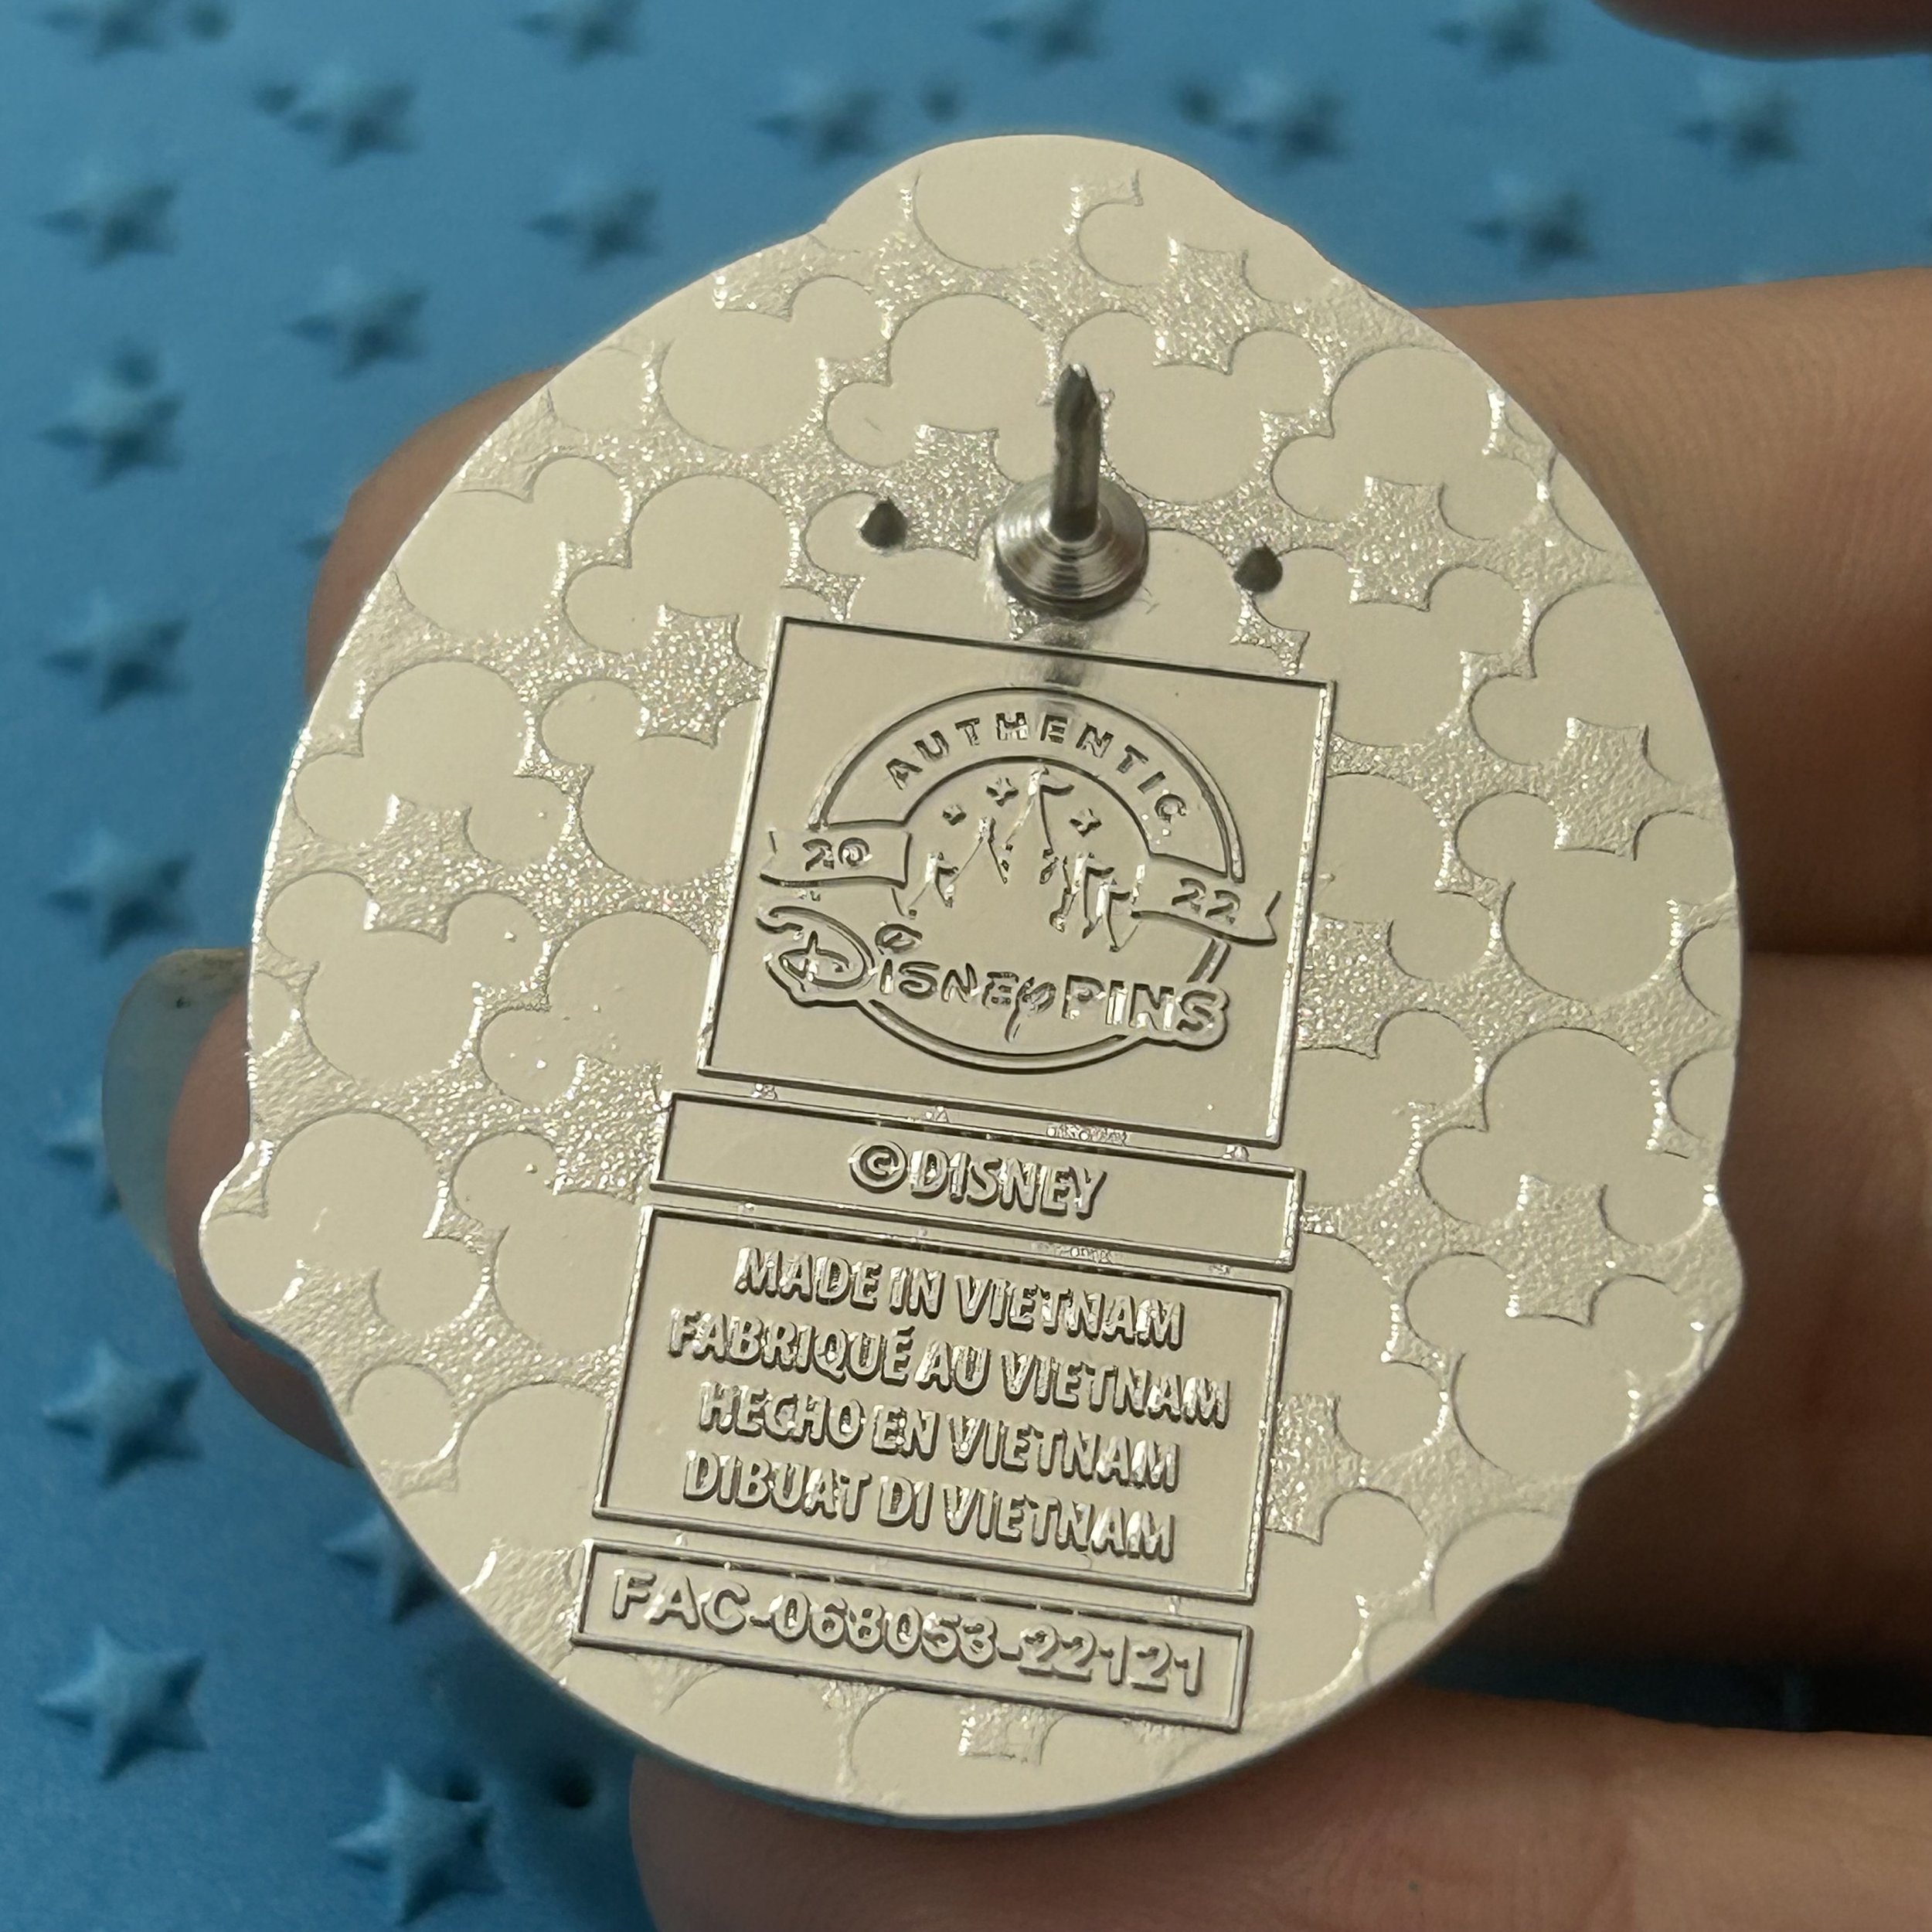 AUTHENTIC
20 22
Disney PINS
©DISNEY
MADE IN VIETNAM
FABRIQUÉ AU VIETNAM
HECHO EN VIETNAM
DIBUAT DI VIETNAM
FAC-068053-22121